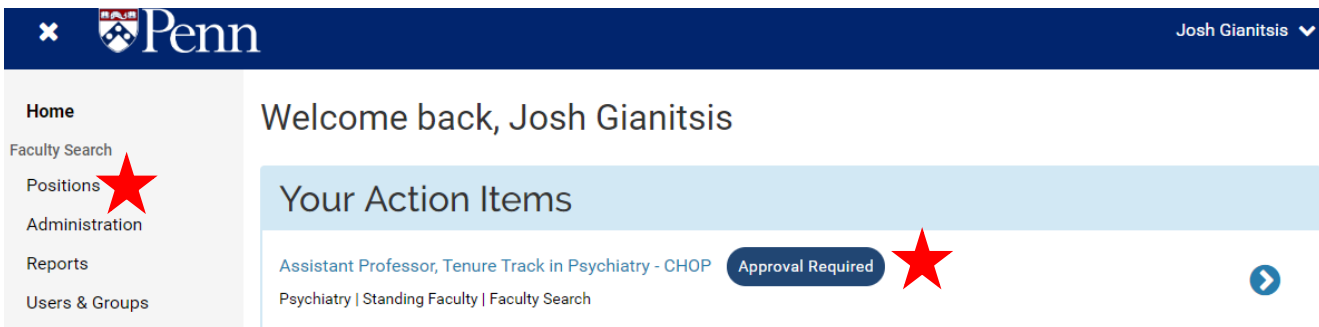 Penn
Josh Gianitsis
Home
Faculty Search
Positions
Administration
Reports
Users & Groups
Welcome back, Josh Gianitsis
Your Action Items
Assistant Professor, Tenure Track in Psychiatry - CHOP Approval Required
Psychiatry | Standing Faculty | Faculty Search